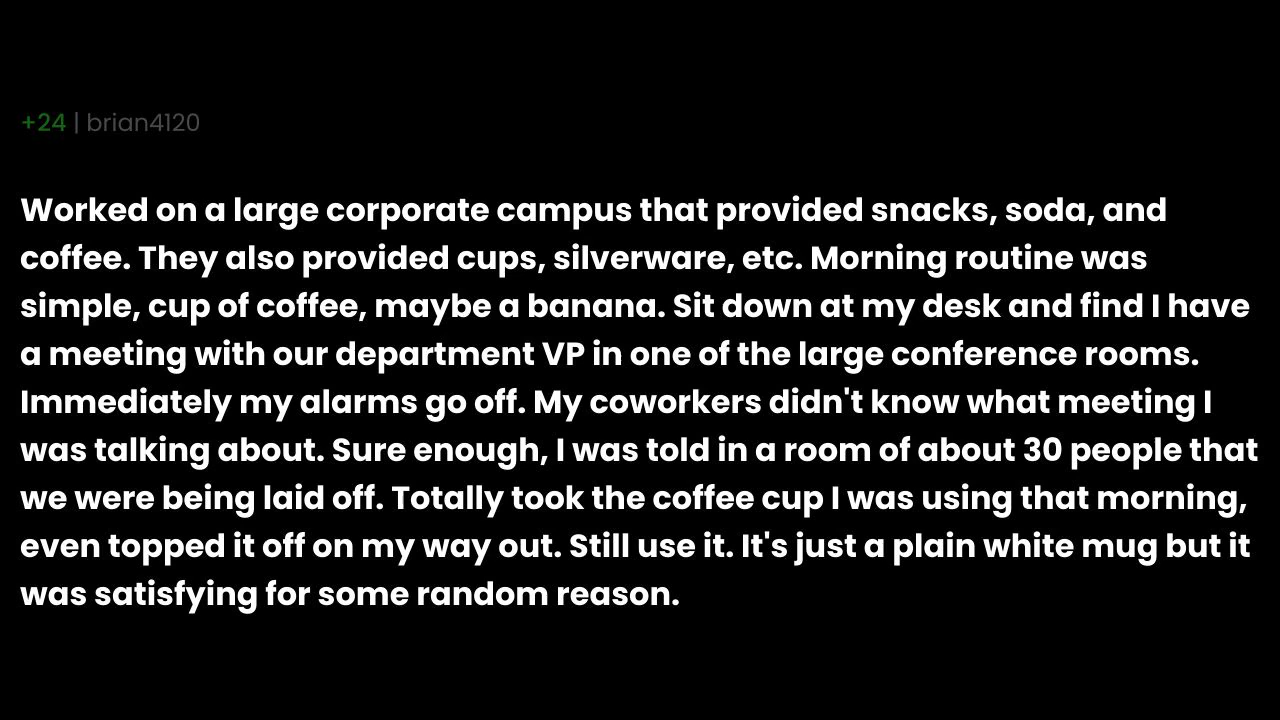 +24 | brian4120
Worked on a large corporate campus that provided snacks, soda, and
coffee. They also provided cups, silverware, etc. Morning routine was
simple, cup of coffee, maybe a banana. Sit down at my desk and find I have
a meeting with our department VP in one of the large conference rooms.
Immediately my alarms go off. My coworkers didn't know what meeting I
was talking about. Sure enough, I was told in a room of about 30 people that
we were being laid off. Totally took the coffee cup I was using that morning,
even topped it off on my way out. Still use it. It's just a plain white mug but it
was satisfying for some random reason.